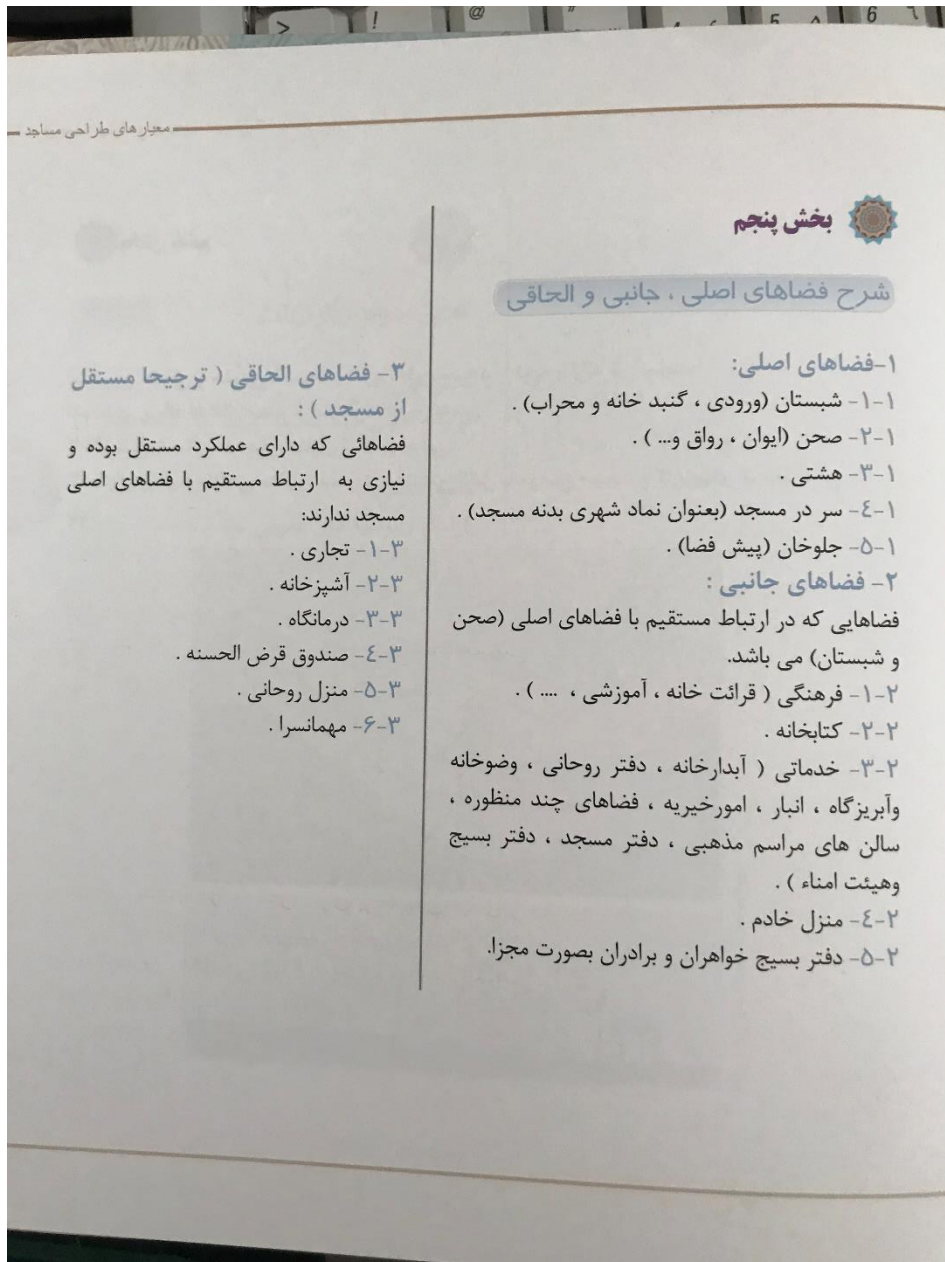 معیارهای طراحی مساجد
بخش پنجم
شرح فضاهای اصلی ، جانبی و الحاقی
۱-فضاهای اصلی:
۱-۱- شبستان (ورودی ، گنبد خانه و محراب) .
۱-۲- صحن (ایوان ، رواق و... ) .
۱-۳- هشتی .
۱-٤- سر در مسجد (بعنوان نماد شهری بدنه مسجد) .
۱-۵- جلوخان (پیش فضا) .
۲- فضاهای جانبی :
فضاهایی که در ارتباط مستقیم با فضاهای اصلی (صحن
و شبستان) می باشد.
۲-۱- فرهنگی ( قرائت خانه ، آموزشی ، .... ) .
۲-۲- کتابخانه .
۲-۳- خدماتی ( آبدارخانه ، دفتر روحانی ، وضوخانه
وآبریزگاه ، انبار ، امورخیریه ، فضاهای چند منظوره ،
سالن های مراسم مذهبی ، دفتر مسجد ، دفتر بسیج
وهیئت امناء ) .
۲-٤- منزل خادم .
۲-۵- دفتر بسیج خواهران و برادران بصورت مجزا.
۳- فضاهای الحاقی ( ترجیحا مستقل
از مسجد ) :
فضاهائی که دارای عملکرد مستقل بوده و
نیازی به ارتباط مستقیم با فضاهای اصلی
مسجد ندارند:
۳-۱- تجاری .
۳-۲- آشپزخانه .
۳-۳- درمانگاه .
۳-٤- صندوق قرض الحسنه .
۳-۵- منزل روحانی .
۳-۶- مهمانسرا .